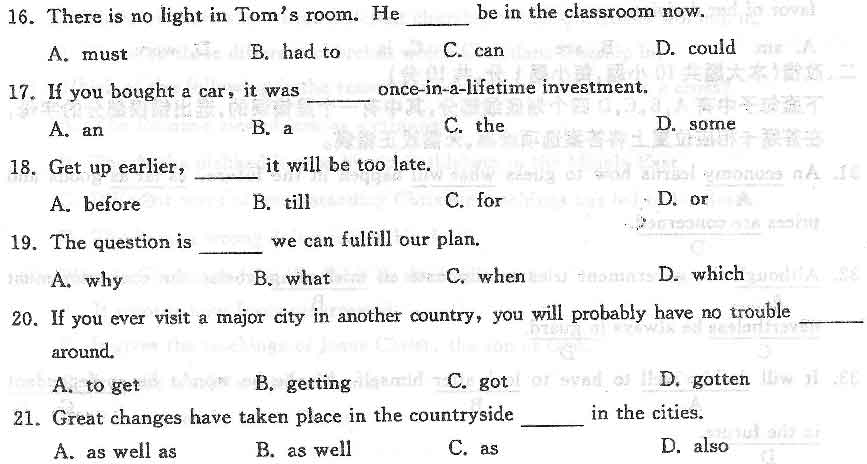 16. There is no light in Tom's room. He ______ be in the classroom now.
A. must B. had to C. can D. could
17. If you bought a car, it was ______ once-in-a-lifetime investment.
A. an B. a C. the D. some
18. Get up earlier, ______ it will be too late.
A. before B. till C. for D. or
19. The question is ______ we can fulfill our plan.
A. why B. what C. when D. which
20. If you ever visit a major city in another country, you will probably have no trouble ______
around.
A. to get B. getting C. got D. gotten
21. Great changes have taken place in the countryside ______ in the cities.
A. as well as B. as well C. as D. also